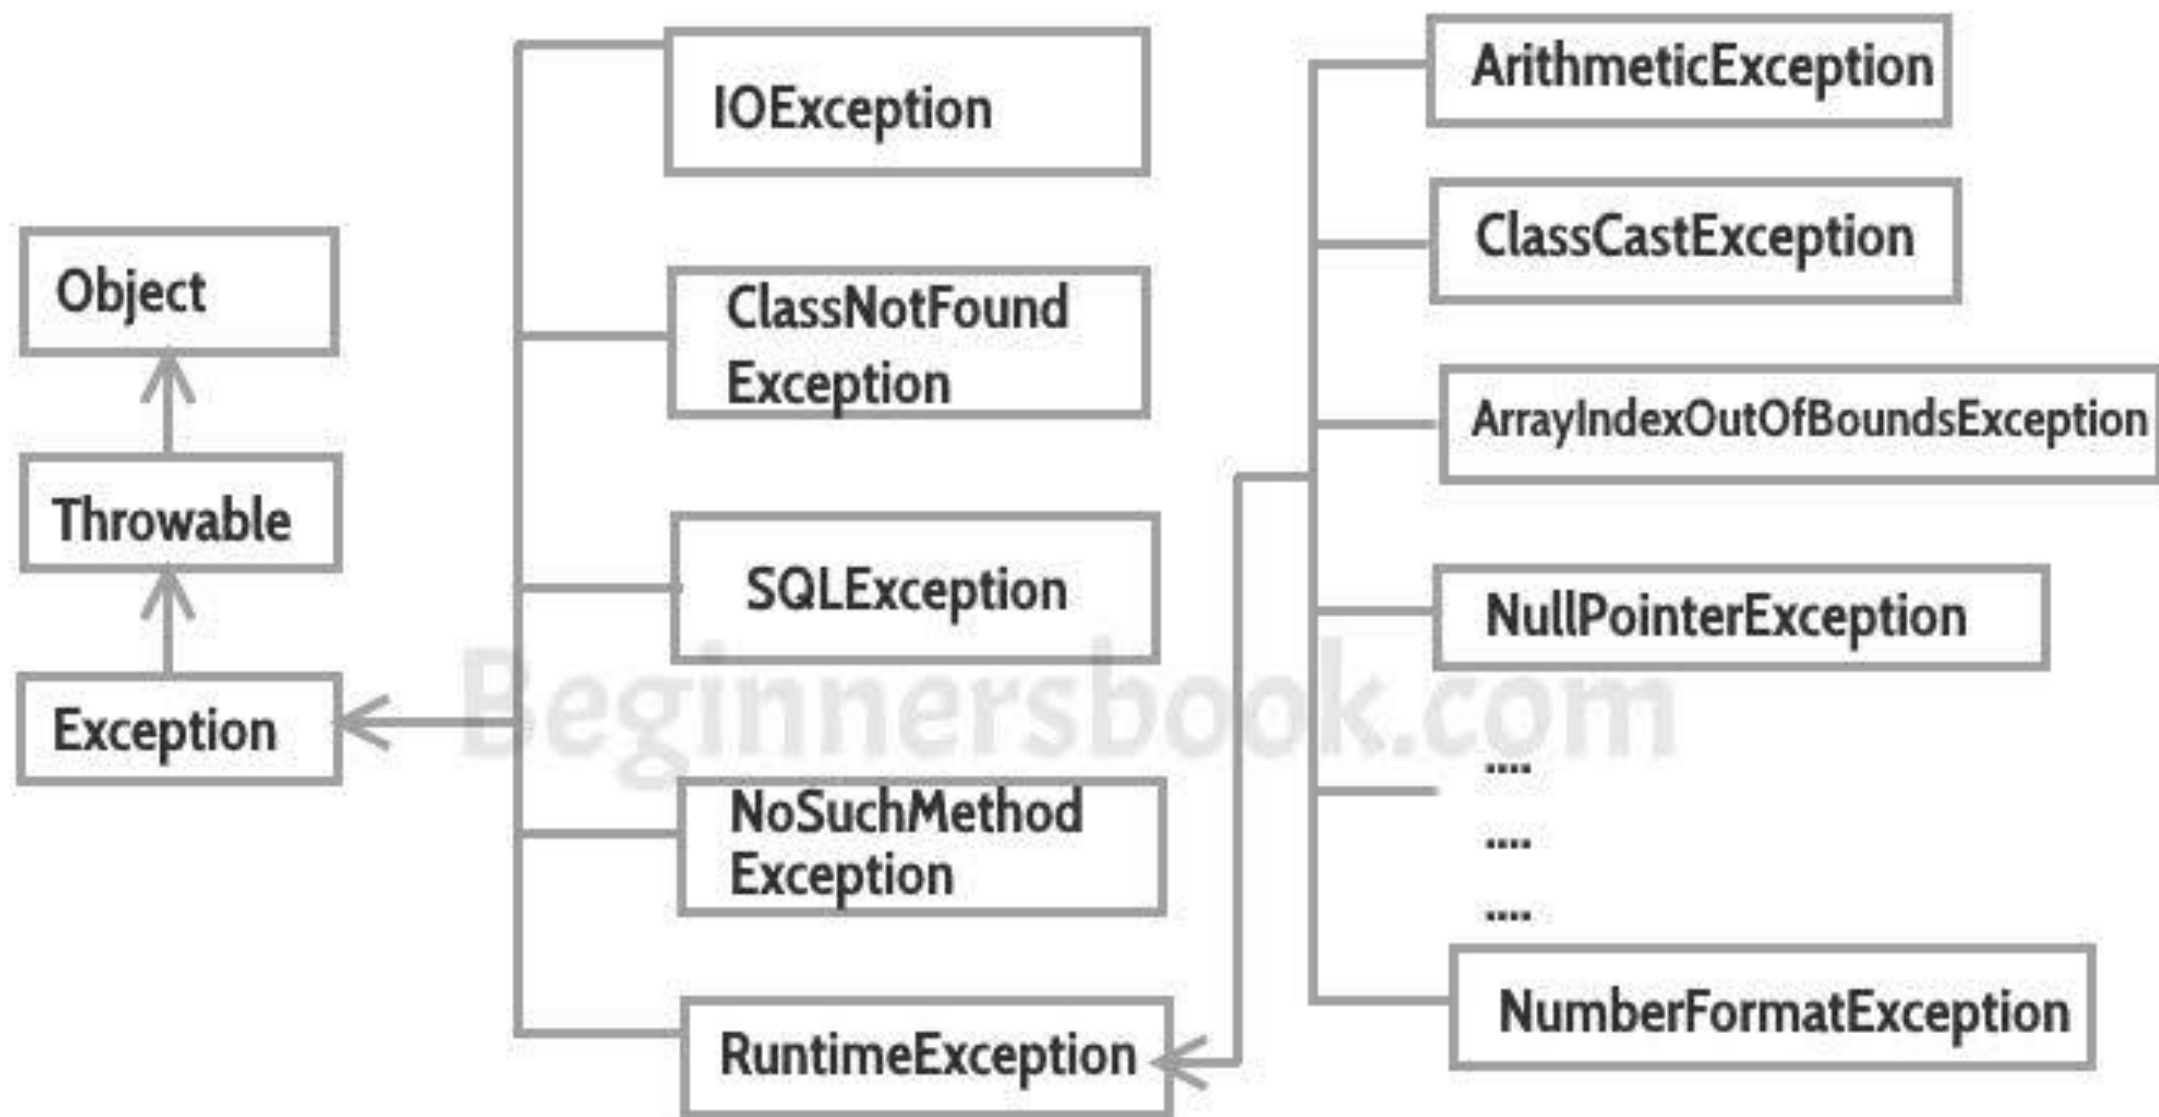 Object
Throwable
Exception
IOException
ClassNotFound
Exception
SQLException
NoSuchMethod
Exception
RuntimeException
ArithmeticException
ClassCastException
ArrayIndexOutOfBoundsException
NullPointerException
....
....
....
NumberFormatException
Beginnersbook.com